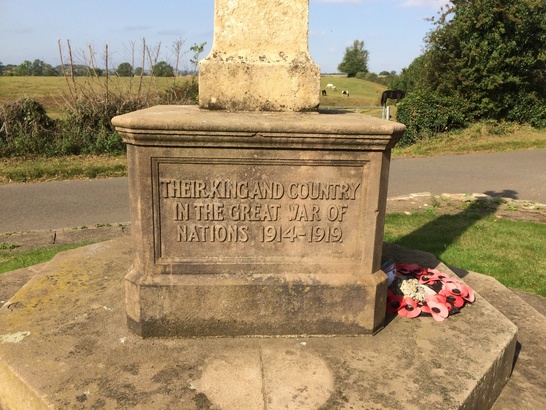 THEIR KING AND COUNTRY
IN THE GREAT WAR OF
NATIONS 1914-1919.